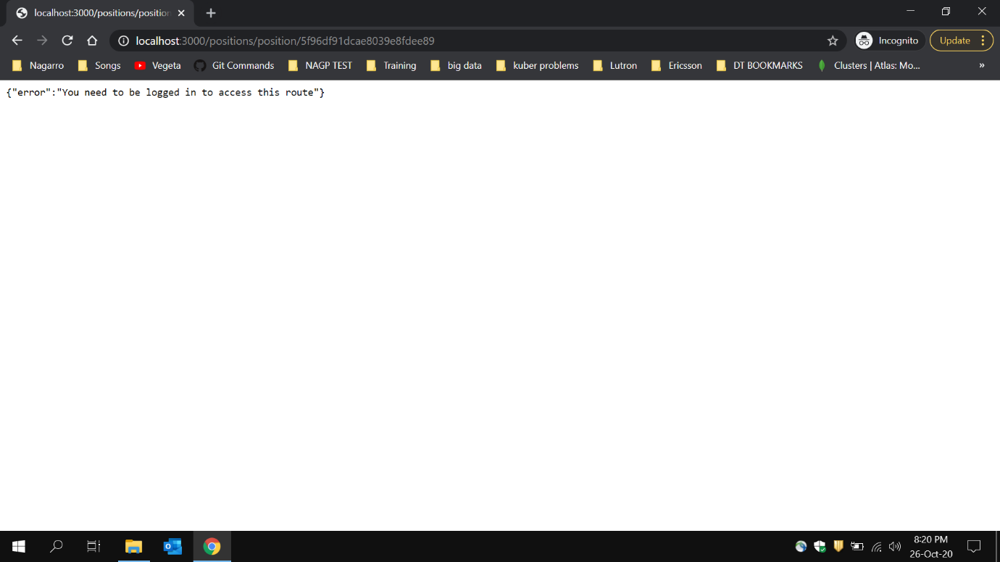 localhost:3000/positions/position
localhost:3000/positions/position/5f96df91dcae8039e8fdee89
Incognito
Update
Nagarro
Songs
Vegeta
Git Commands
NAGP TEST
Training
big data
kuber problems
Lutron
Ericsson
DT BOOKMARKS
Clusters | Atlas: Mo...
»
{"error":"You need to be logged in to access this route"}
8:20 PM
26-Oct-20